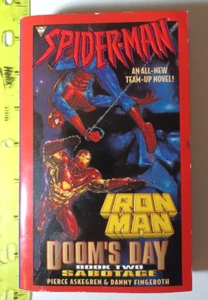 SPIDER-MAN
AN ALL-NEW
TEAM-UP NOVEL!
IRON
MAN
DOOM'S DAY
BOOK TWO
SABOTAGE
PIERCE ASKEGREN & DANNY FINGEROTH